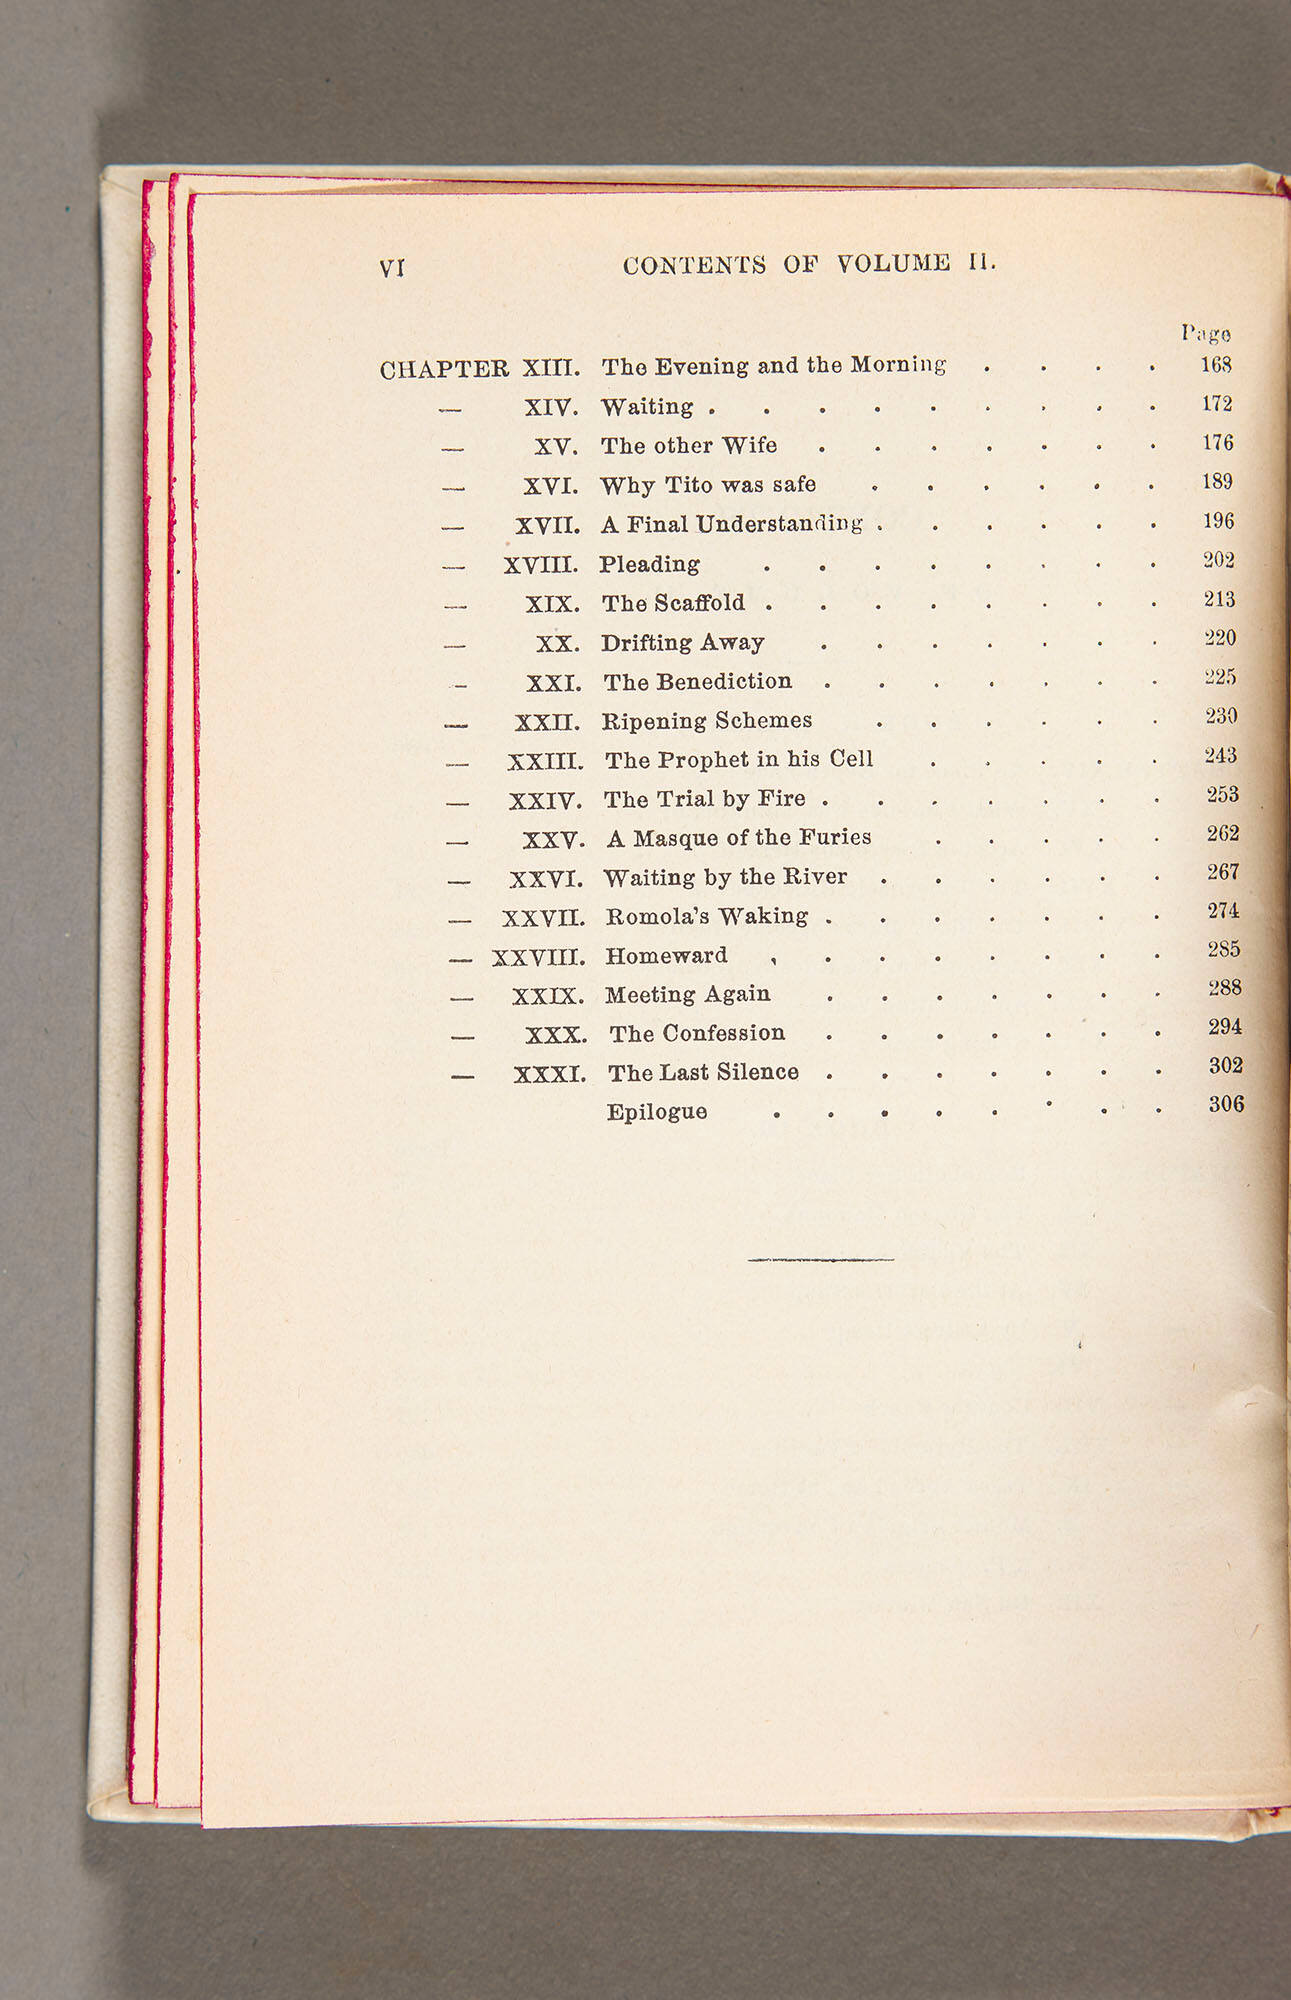 VI CONTENTS OF VOLUME II.
Page
CHAPTER XIII. The Evening and the Morning . . . . 168
— XIV. Waiting . . . . . . . . . 172
— XV. The other Wife . . . . . . . 176
— XVI. Why Tito was safe . . . . . . 189
— XVII. A Final Understanding . . . . . . 196
— XVIII. Pleading . . . . . . . . 202
— XIX. The Scaffold . . . . . . . . 213
— XX. Drifting Away . . . . . . . 220
— XXI. The Benediction . . . . . . . 225
— XXII. Ripening Schemes . . . . . . 230
— XXIII. The Prophet in his Cell . . . . . 243
— XXIV. The Trial by Fire . . . . . . . 253
— XXV. A Masque of the Furies . . . . . 262
— XXVI. Waiting by the River . . . . . . 267
— XXVII. Romola's Waking . . . . . . . 274
— XXVIII. Homeward . . . . . . . . 285
— XXIX. Meeting Again . . . . . . . 288
— XXX. The Confession . . . . . . . 294
— XXXI. The Last Silence . . . . . . . 302
Epilogue . . . . . . . . 306